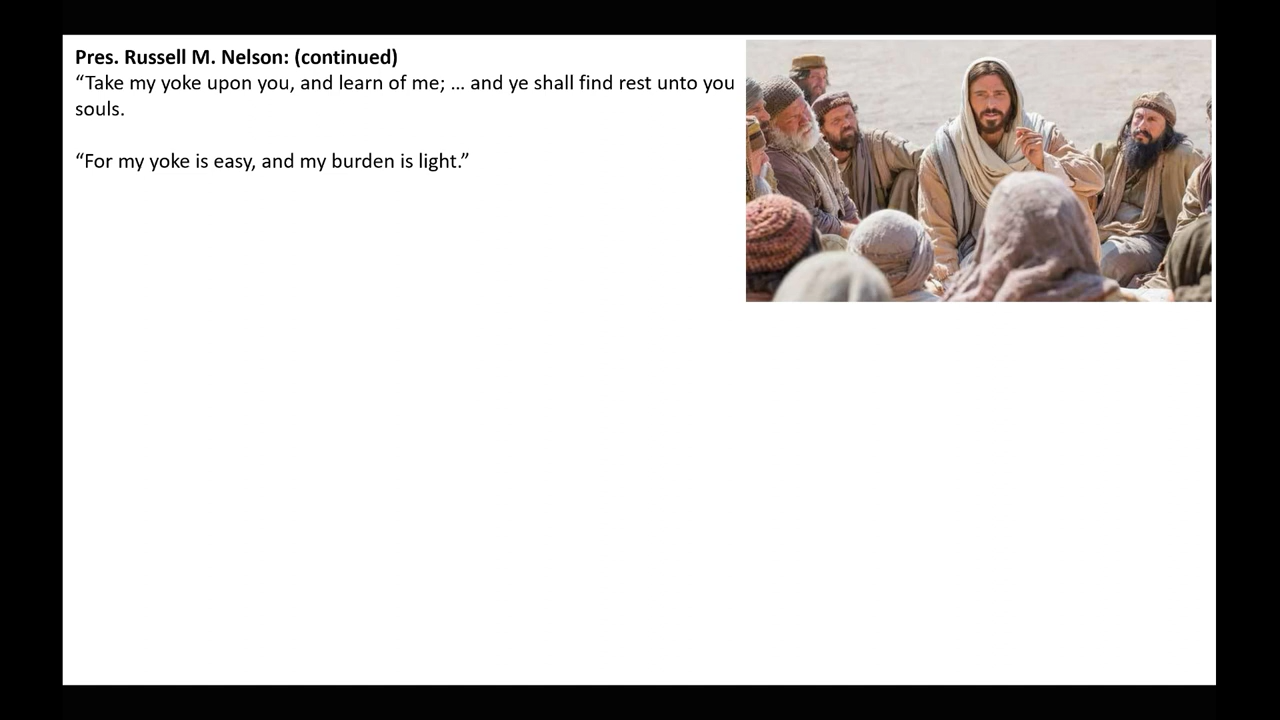 Pres. Russell M. Nelson: (continued)
“Take my yoke upon you, and learn of me; … and ye shall find rest unto you
souls.
“For my yoke is easy, and my burden is light.”